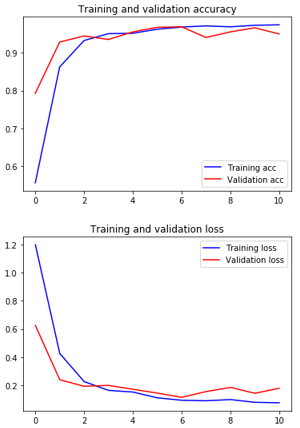 Training and validation accuracy
0.9
0.8
0.7
0.6
Training acc
Validation acc
0 2 4 6 8 10
Training and validation loss
1.2
1.0
0.8
0.6
0.4
0.2
Training loss
Validation loss
0 2 4 6 8 10